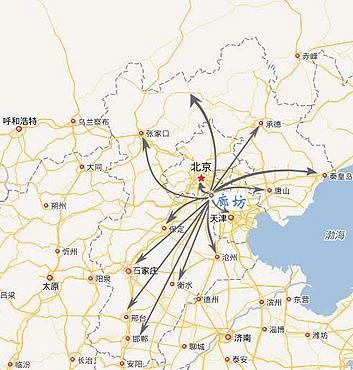 赤峰
呼和浩特
乌兰察布
承德
张家口
大同
北京
秦皇岛
唐山
廊坊
朔州
天津
保定
渤海
忻州
沧州
石家庄
阳泉
太原
衡水
吕梁
德州
滨州
东营
邢台
淄博
潍坊
邯郸
济南
聊城
泰安
长治
安阳
临汾